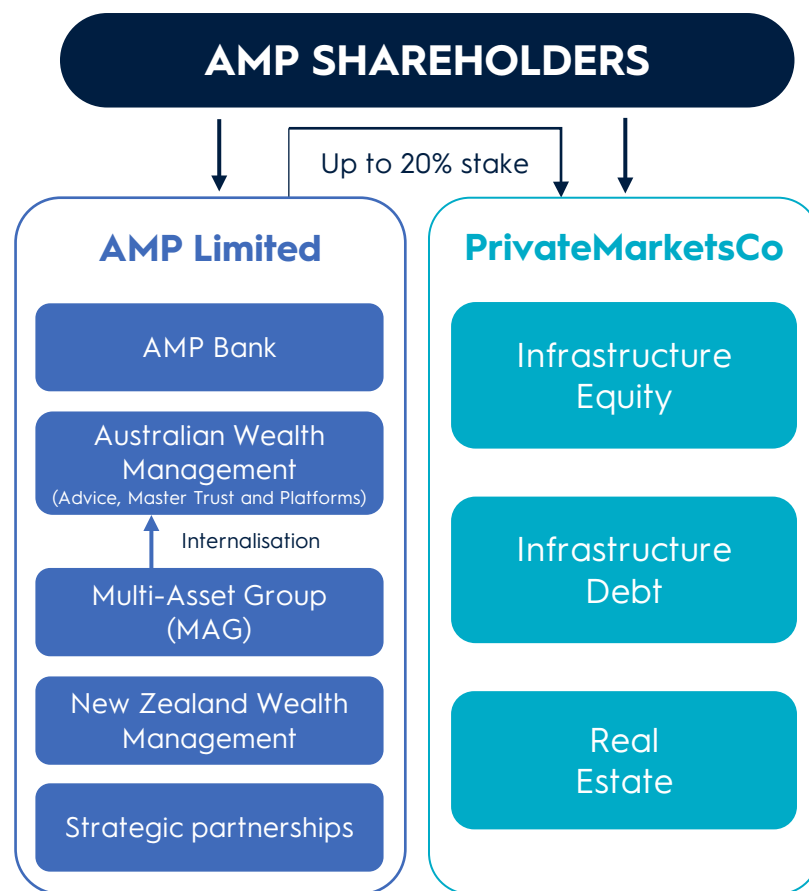 AMP SHAREHOLDERS
Up to 20% stake
AMP Limited
AMP Bank
Australian Wealth
Management
(Advice, Master Trust and Platforms)
Internalisation
Multi-Asset Group
(MAG)
New Zealand Wealth
Management
Strategic partnerships
PrivateMarketsCo
Infrastructure
Equity
Infrastructure
Debt
Real
Estate